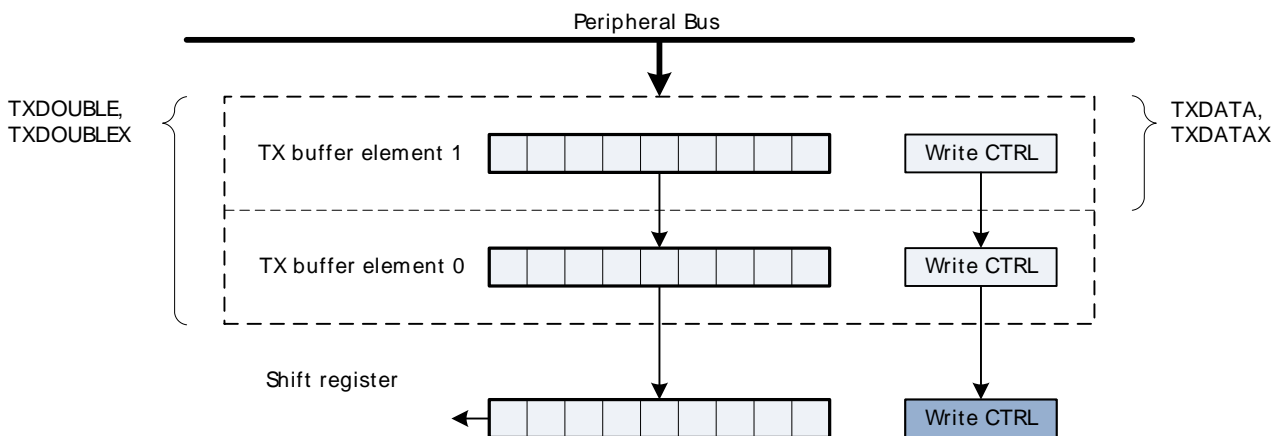 Peripheral Bus
TXDOUBLE,
TXDOUBLEX
TXDATA,
TXDATAX
TX buffer element 1
Write CTRL
TX buffer element 0
Write CTRL
Shift register
Write CTRL